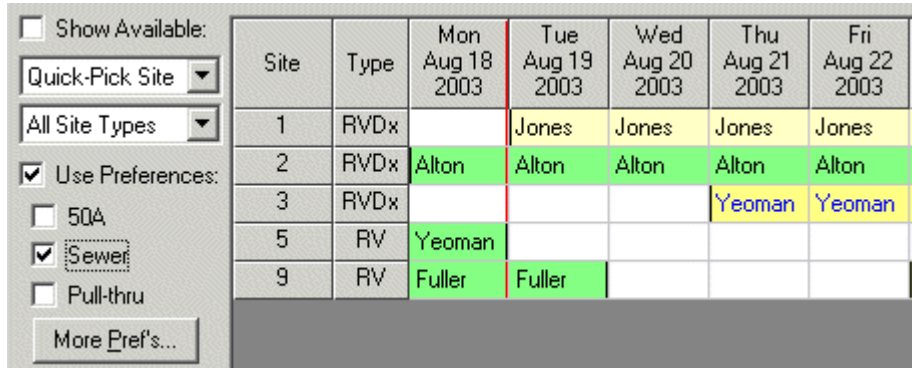 Show Available:
Quick-Pick Site
All Site Types
Use Preferences:
50A
Sewer
Pull-thru
More Pref's...
Site Type Mon Aug 18 2003 Tue Aug 19 2003 Wed Aug 20 2003 Thu Aug 21 2003 Fri Aug 22 2003
1 RVDx Jones Jones Jones Jones
2 RVDx Alton Alton Alton Alton Alton
3 RVDx Yeoman Yeoman
5 RV Yeoman
9 RV Fuller Fuller